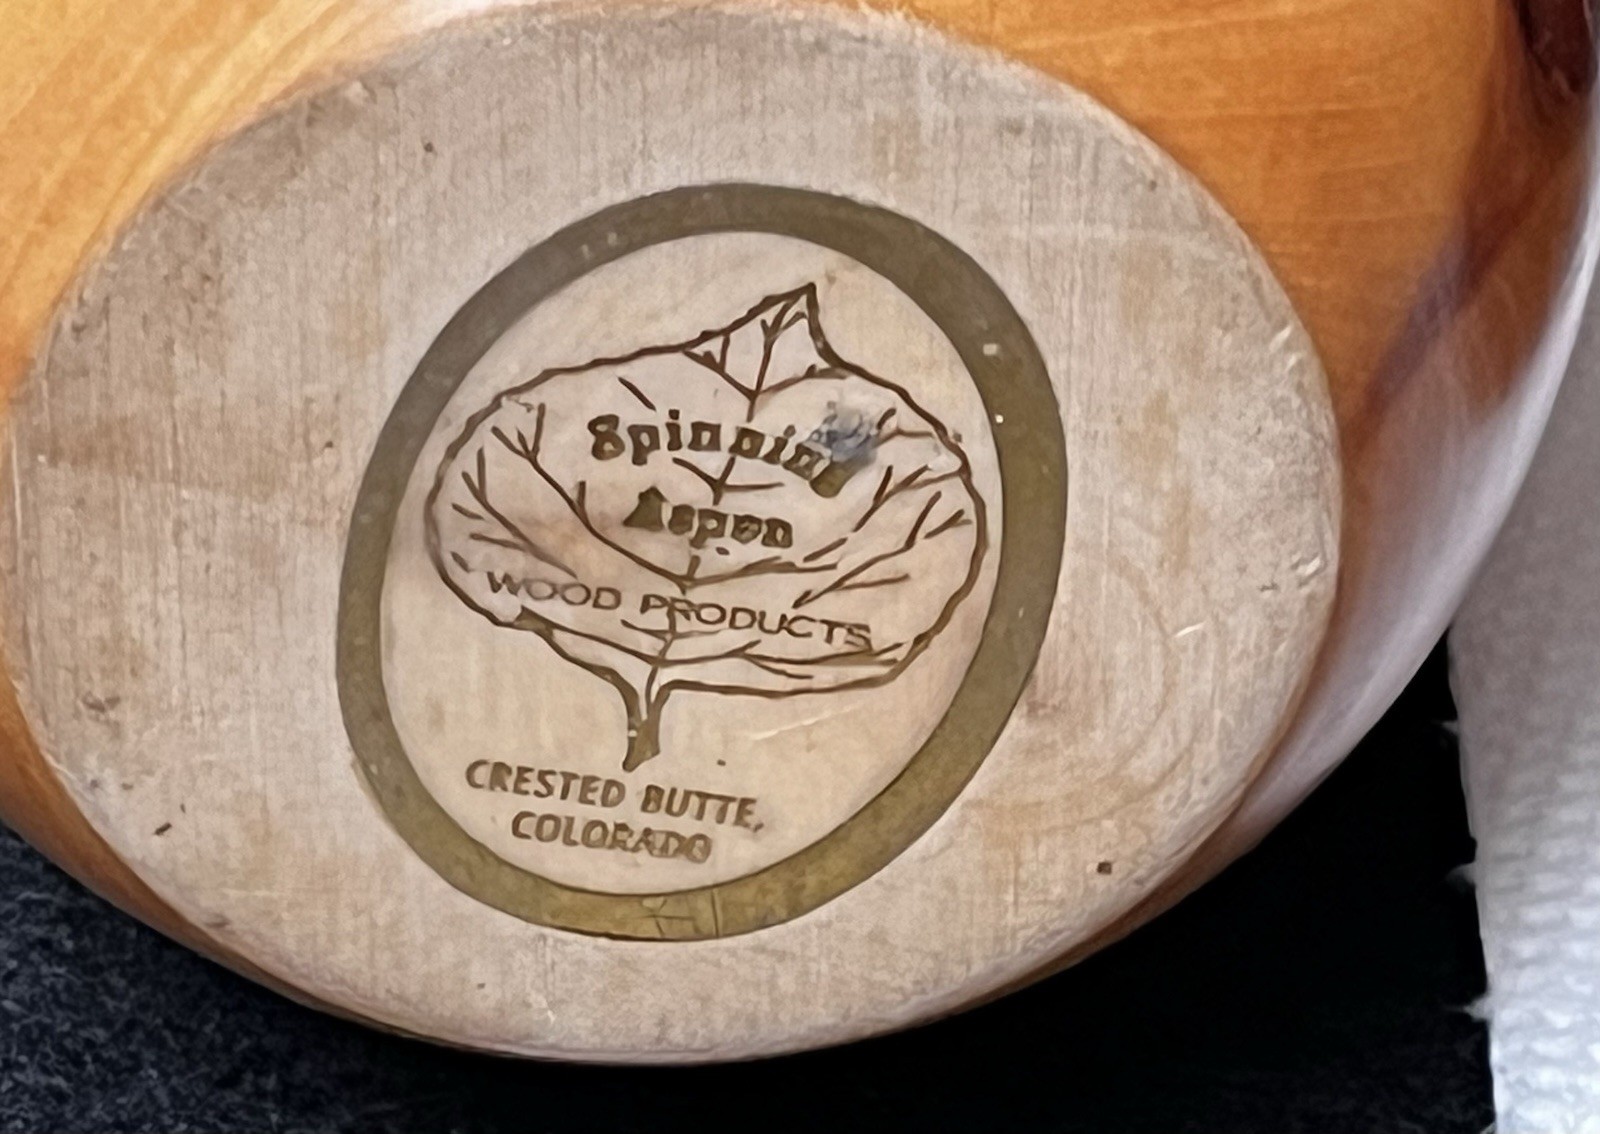 Spinning
Aspen
WOOD PRODUCTS
CRESTED BUTTE,
COLORADO